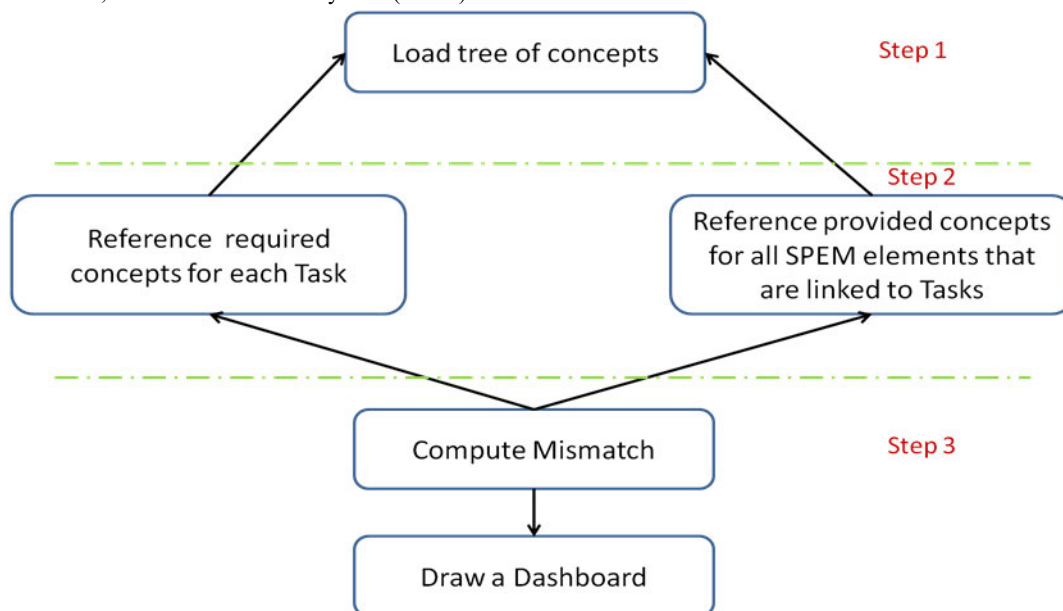 Load tree of concepts
Step 1
Step 2
Reference required
concepts for each Task
Reference provided concepts
for all SPEM elements that
are linked to Tasks
Compute Mismatch
Step 3
Draw a Dashboard